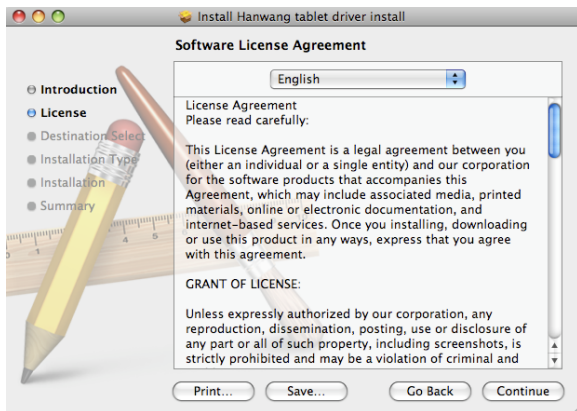 Install Hanwang tablet driver install
Software License Agreement
Introduction
License
Destination Select
Installation Type
Installation
Summary
English
License Agreement
Please read carefully:
This License Agreement is a legal agreement between you
(either an individual or a single entity) and our corporation
for the software products that accompanies this
Agreement, which may include associated media, printed
materials, online or electronic documentation, and
internet-based services. Once you installing, downloading
or use this product in any ways, express that you agree
with this agreement.
GRANT OF LICENSE:
Unless expressly authorized by our corporation, any
reproduction, dissemination, posting, use or disclosure of
any part or all of such property, including screenshots, is
strictly prohibited and may be a violation of criminal and
0 1 4 5
Print... Save... Go Back Continue